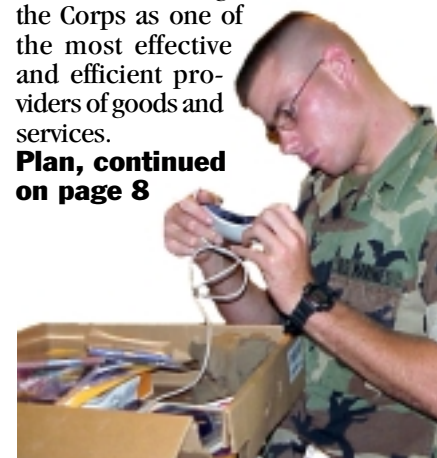 the Corps as one of
the most effective
and efficient pro-
viders of goods and
services.
Plan, continued
on page 8